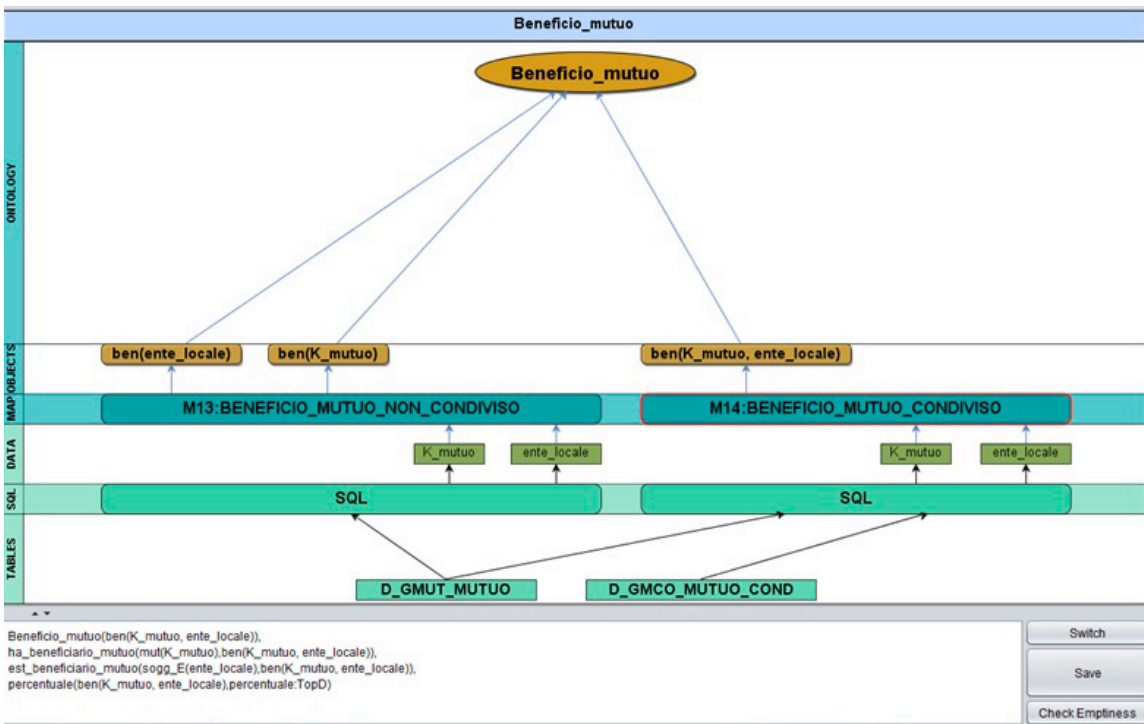 Beneficio_mutuo
Beneficio_mutuo
ONTOLOGY
OBJECTS
ben(ente_locale)
ben(K_mutuo)
ben(K_mutuo, ente_locale)
MAP
M13:BENEFICIO_MUTUO_NON_CONDIVISO
M14:BENEFICIO_MUTUO_CONDIVISO
DATA
K_mutuo
ente_locale
K_mutuo
ente_locale
SQL
SQL
SQL
TABLES
D_GMUT_MUTUO
D_GMCO_MUTUO_COND
Beneficio_mutuo(ben(K_mutuo, ente_locale)),
ha_beneficiario_mutuo(mut(K_mutuo),ben(K_mutuo, ente_locale)),
est_beneficiario_mutuo(sogg_E(ente_locale),ben(K_mutuo, ente_locale)),
percentuale(ben(K_mutuo, ente_locale),percentuale:TopD)
Switch
Save
Check Emptiness